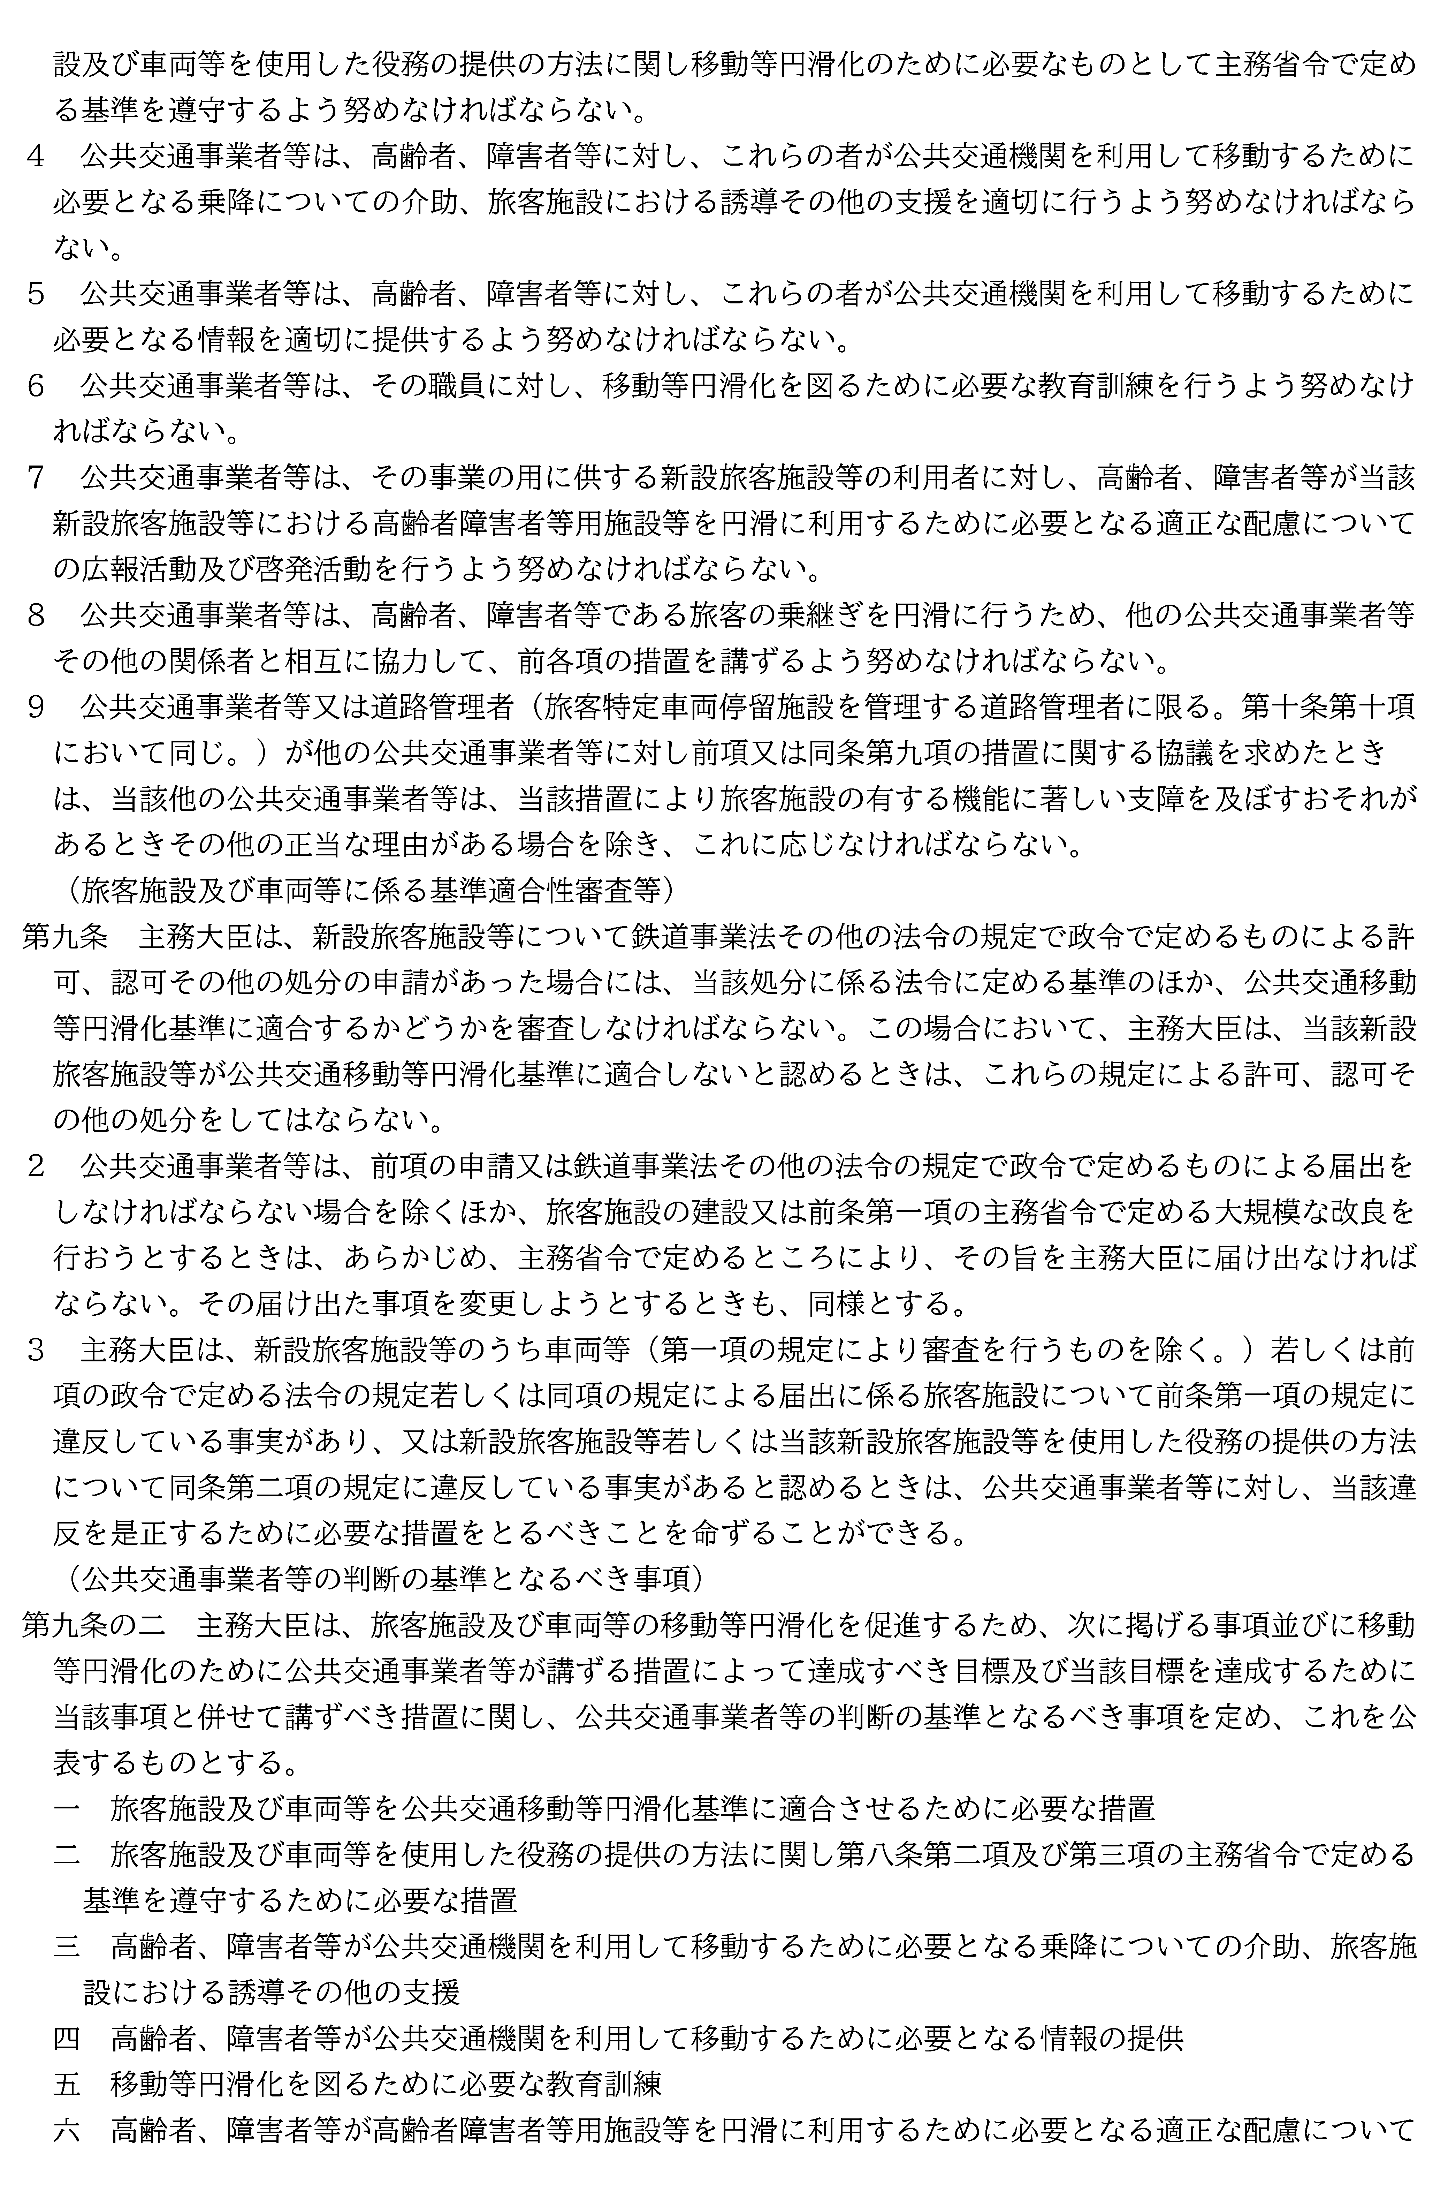 設及び車両等を使用した役務の提供の方法に関し移動等円滑化のために必要なものとして主務省令で定め
る基準を遵守するよう努めなければならない。
４　公共交通事業者等は、高齢者、障害者等に対し、これらの者が公共交通機関を利用して移動するために
必要となる乗降についての介助、旅客施設における誘導その他の支援を適切に行うよう努めなければなら
ない。
５　公共交通事業者等は、高齢者、障害者等に対し、これらの者が公共交通機関を利用して移動するために
必要となる情報を適切に提供するよう努めなければならない。
６　公共交通事業者等は、その職員に対し、移動等円滑化を図るために必要な教育訓練を行うよう努めなけ
ればならない。
７　公共交通事業者等は、その事業の用に供する新設旅客施設等の利用者に対し、高齢者、障害者等が当該
新設旅客施設等における高齢者障害者等用施設等を円滑に利用するために必要となる適正な配慮について
の広報活動及び啓発活動を行うよう努めなければならない。
８　公共交通事業者等は、高齢者、障害者等である旅客の乗継ぎを円滑に行うため、他の公共交通事業者等
その他の関係者と相互に協力して、前各項の措置を講ずるよう努めなければならない。
９　公共交通事業者等又は道路管理者（旅客特定車両停留施設を管理する道路管理者に限る。第十条第十項
において同じ。）が他の公共交通事業者等に対し前項又は同条第九項の措置に関する協議を求めたとき
は、当該他の公共交通事業者等は、当該措置により旅客施設の有する機能に著しい支障を及ぼすおそれが
あるときその他の正当な理由がある場合を除き、これに応じなければならない。
（旅客施設及び車両等に係る基準適合性審査等）
第九条　主務大臣は、新設旅客施設等について鉄道事業法その他の法令の規定で政令で定めるものによる許
可、認可その他の処分の申請があった場合には、当該処分に係る法令に定める基準のほか、公共交通移動
等円滑化基準に適合するかどうかを審査しなければならない。この場合において、主務大臣は、当該新設
旅客施設等が公共交通移動等円滑化基準に適合しないと認めるときは、これらの規定による許可、認可そ
の他の処分をしてはならない。
２　公共交通事業者等は、前項の申請又は鉄道事業法その他の法令の規定で政令で定めるものによる届出を
しなければならない場合を除くほか、旅客施設の建設又は前条第一項の主務省令で定める大規模な改良を
行おうとするときは、あらかじめ、主務省令で定めるところにより、その旨を主務大臣に届け出なければ
ならない。その届け出た事項を変更しようとするときも、同様とする。
３　主務大臣は、新設旅客施設等のうち車両等（第一項の規定により審査を行うものを除く。）若しくは前
項の政令で定める法令の規定若しくは同項の規定による届出に係る旅客施設について前条第一項の規定に
違反している事実があり、又は新設旅客施設等若しくは当該新設旅客施設等を使用した役務の提供の方法
について同条第二項の規定に違反している事実があると認めるときは、公共交通事業者等に対し、当該違
反を是正するために必要な措置をとるべきことを命ずることができる。
（公共交通事業者等の判断の基準となるべき事項）
第九条の二　主務大臣は、旅客施設及び車両等の移動等円滑化を促進するため、次に掲げる事項並びに移動
等円滑化のために公共交通事業者等が講ずる措置によって達成すべき目標及び当該目標を達成するために
当該事項と併せて講ずべき措置に関し、公共交通事業者等の判断の基準となるべき事項を定め、これを公
表するものとする。
一　旅客施設及び車両等を公共交通移動等円滑化基準に適合させるために必要な措置
二　旅客施設及び車両等を使用した役務の提供の方法に関し第八条第二項及び第三項の主務省令で定める
基準を遵守するために必要な措置
三　高齢者、障害者等が公共交通機関を利用して移動するために必要となる乗降についての介助、旅客施
設における誘導その他の支援
四　高齢者、障害者等が公共交通機関を利用して移動するために必要となる情報の提供
五　移動等円滑化を図るために必要な教育訓練
六　高齢者、障害者等が高齢者障害者等用施設等を円滑に利用するために必要となる適正な配慮について